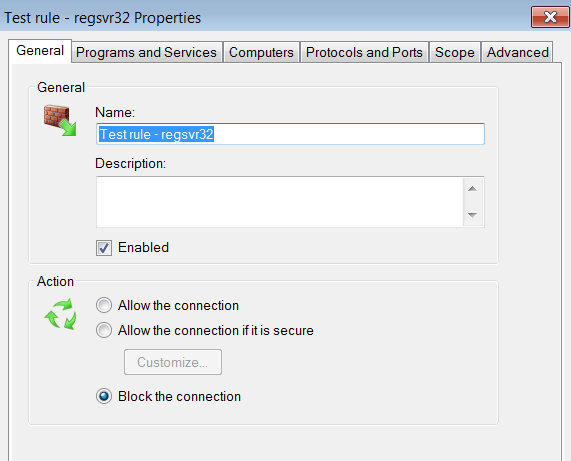 Test rule - regsvr32 Properties
General Programs and Services Computers Protocols and Ports Scope Advanced
General
Name:
Test rule - regsvr32
Description:
Enabled
Action
Allow the connection
Allow the connection if it is secure
Customize...
Block the connection